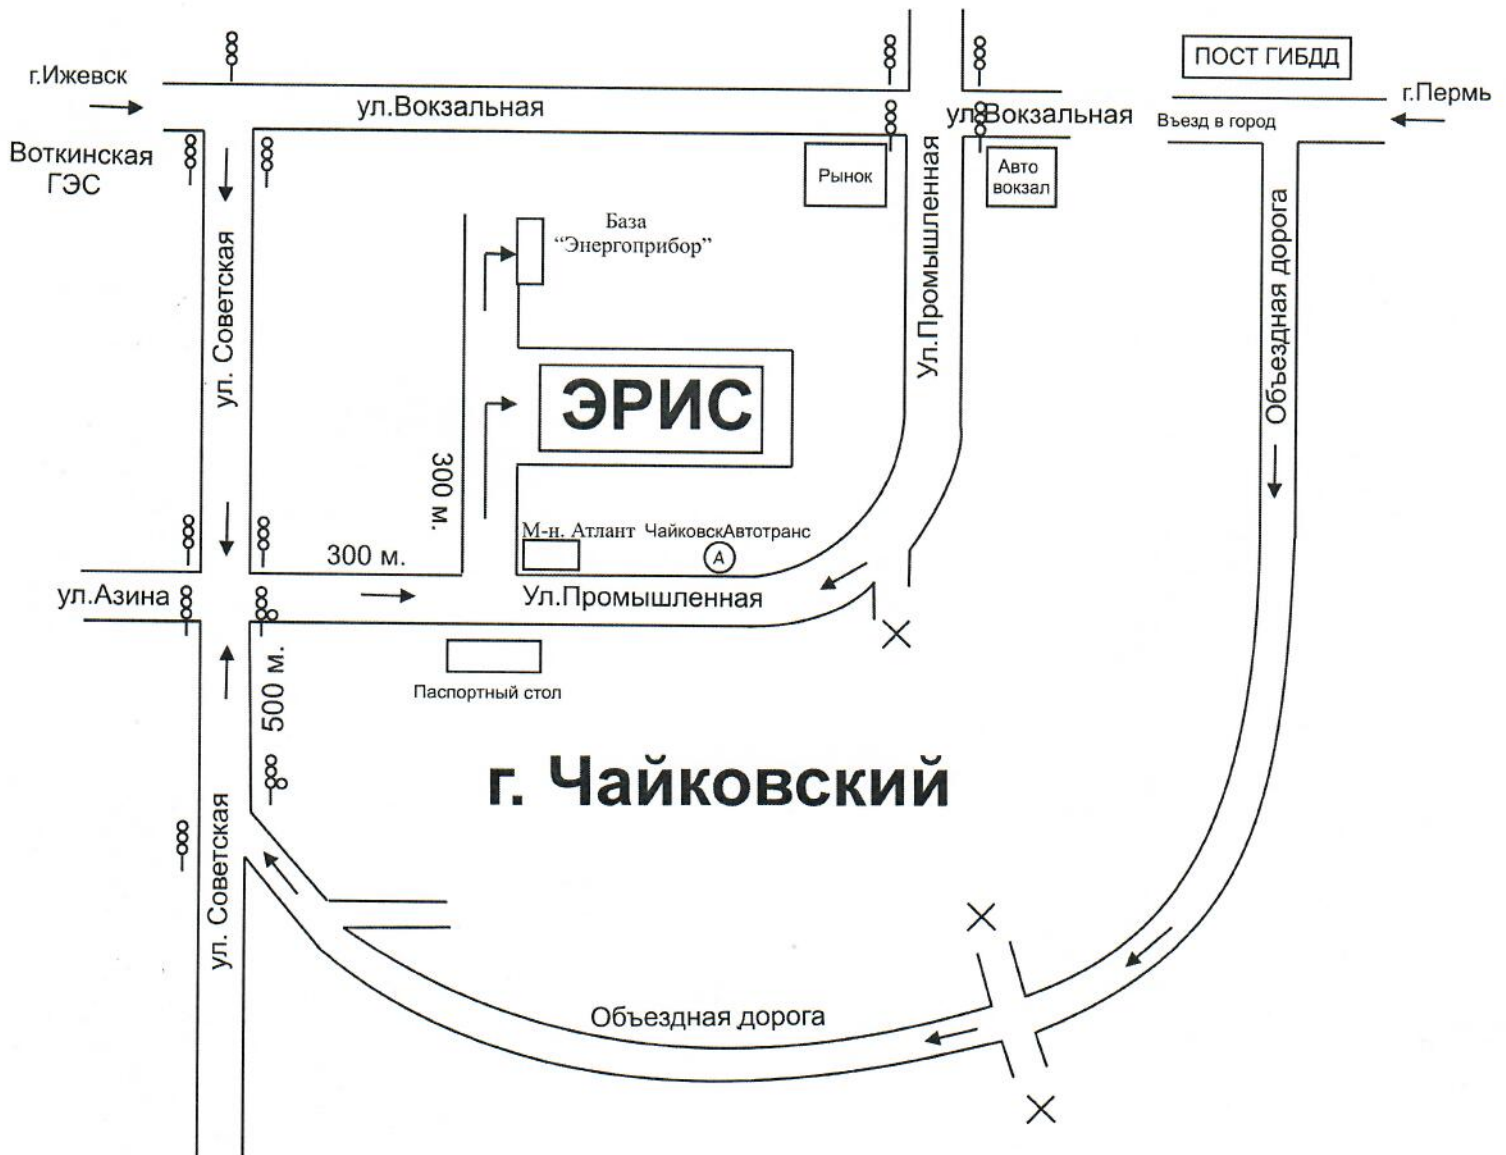 ПОСТ ГИБДД
г.Ижевск
г.Пермь
ул.Вокзальная
ул.Вокзальная
Въезд в город
Воткинская
ГЭС
Рынок
Авто
вокзал
ул. Советская
Ул.Промышленная
Объездная дорога
База
“Энергоприбор”
ЭРИС
300 м.
М-н. Атлант
ЧайковскАвтотранс
А
300 м.
ул.Азина
Ул.Промышленная
500 м.
Паспортный стол
г. Чайковский
ул. Советская
Объездная дорога